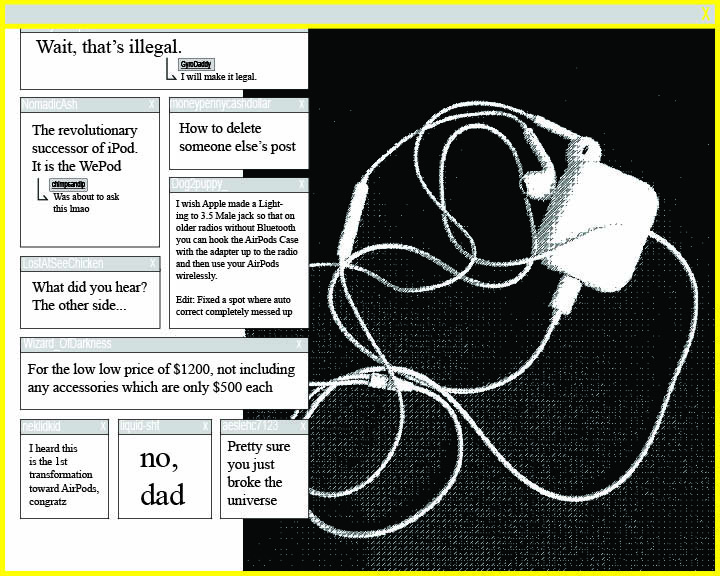 X
Wait, that's illegal.
GyroDaddy
I will make it legal.
NomadicAsh X
The revolutionary
successor of iPod.
It is the WePod
chimpsandip
Was about to ask
this lmao
moneypennycashdollar X
How to delete
someone else's post
Dog2puppy_ X
I wish Apple made a Light-
ing to 3.5 Male jack so that on
older radios without Bluetooth
you can hook the AirPods Case
with the adapter up to the radio
and then use your AirPods
wirelessly.
Edit: Fixed a spot where auto
correct completely messed up
LostAtSeeChicken X
What did you hear?
The other side...
Wizard_OfDarkness X
For the low low price of $1200, not including
any accessories which are only $500 each
neklidkid X
I heard this
is the 1st
transformation
toward AirPods,
congratz
liquid-sht X
no,
dad
aeslehc7123 X
Pretty sure
you just
broke the
universe